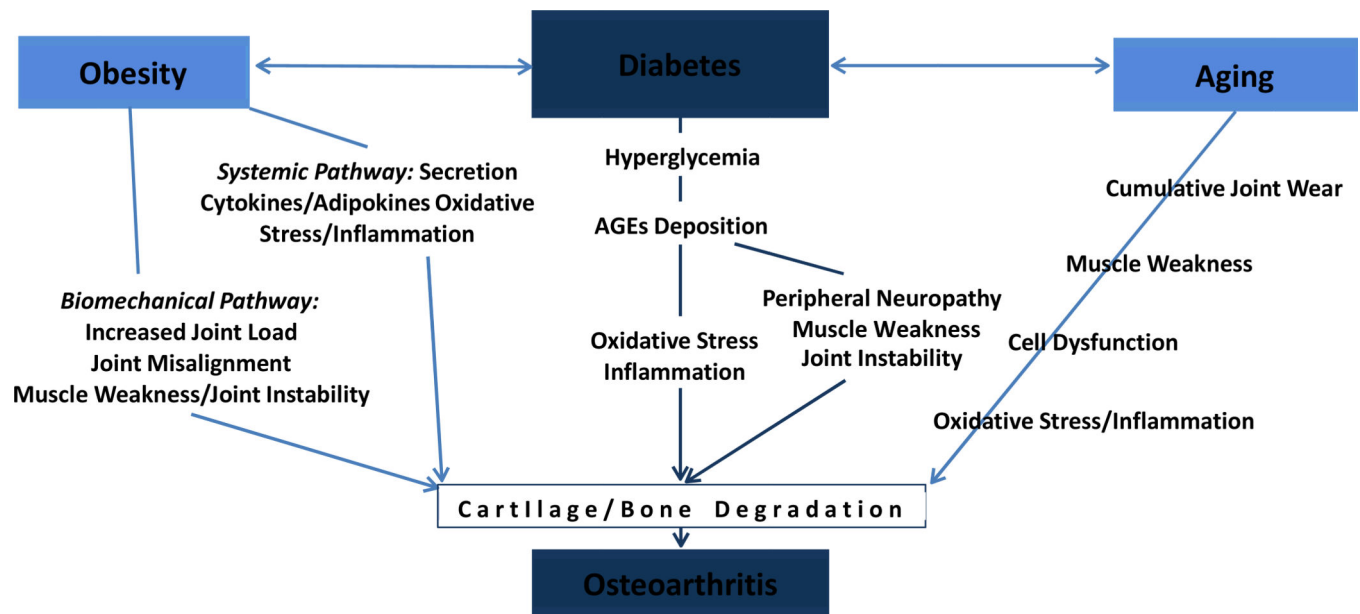 Obesity
Diabetes
Aging
Systemic Pathway: Secretion
Cytokines/Adipokines Oxidative
Stress/Inflammation
Biomechanical Pathway:
Increased Joint Load
Joint Misalignment
Muscle Weakness/Joint Instability
Hyperglycemia
AGEs Deposition
Oxidative Stress
Inflammation
Peripheral Neuropathy
Muscle Weakness
Joint Instability
Cumulative Joint Wear
Muscle Weakness
Cell Dysfunction
Oxidative Stress/Inflammation
CartIlage/Bone Degradation
Osteoarthritis